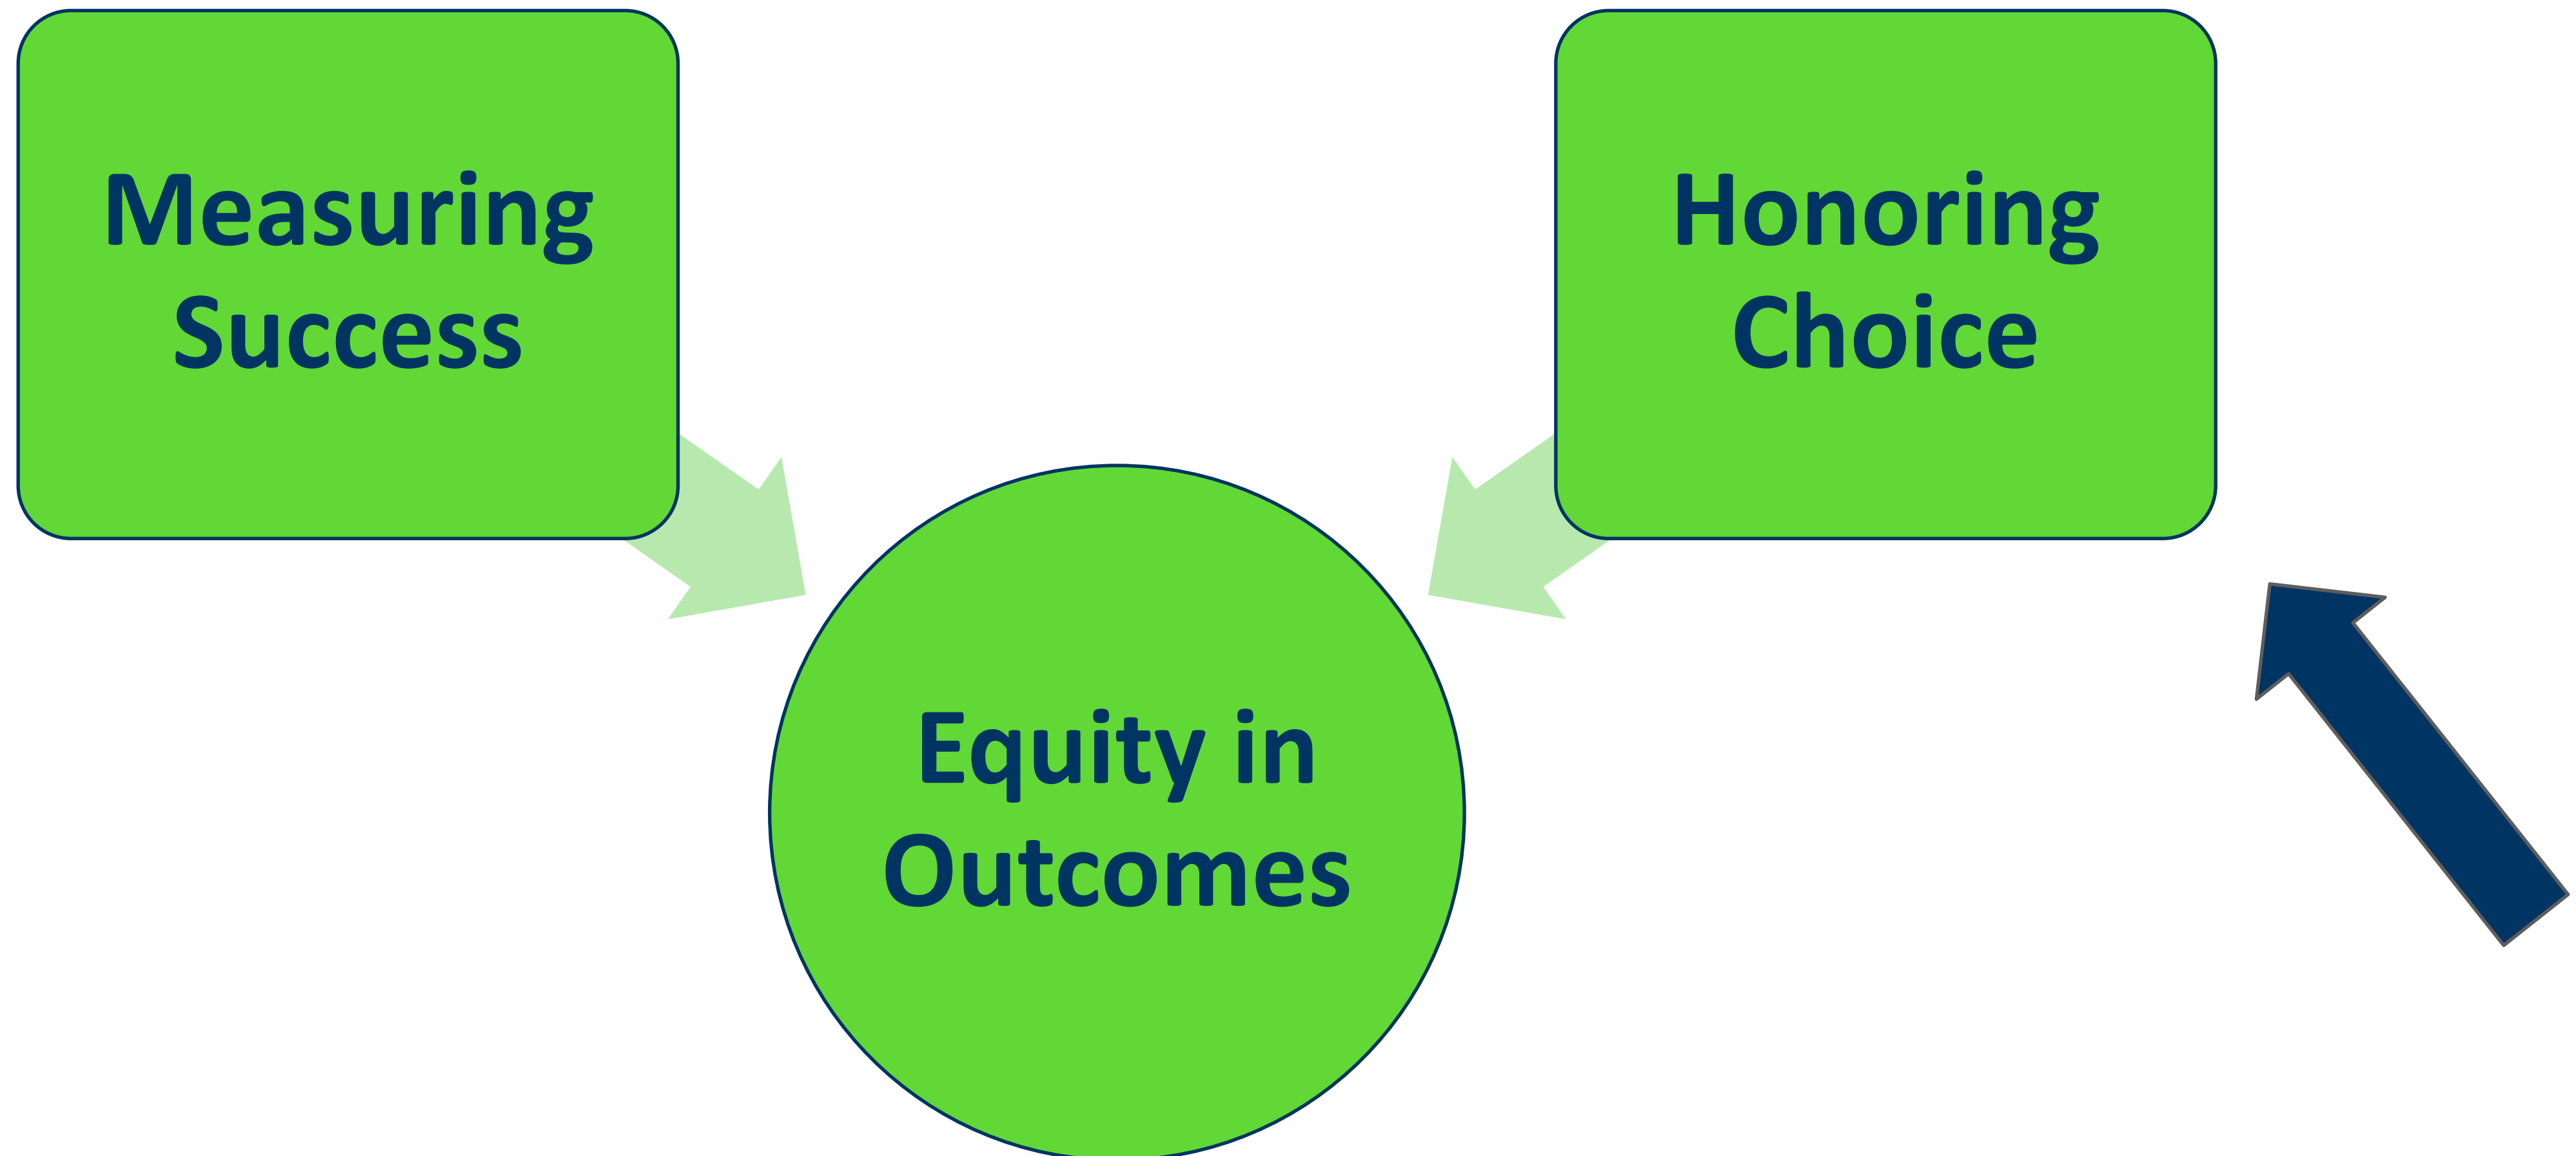 Measuring
Success
Honoring
Choice
Equity in
Outcomes